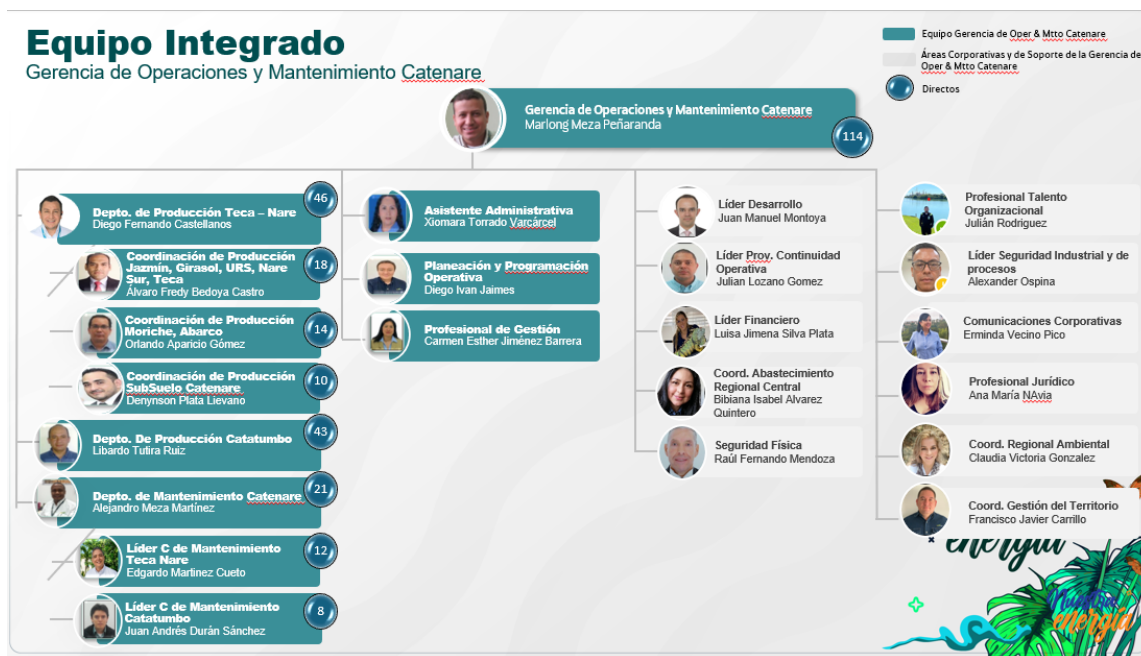 Equipo Integrado
Gerencia de Operaciones y Mantenimiento Catenare
Equipo Gerencia de Oper & Mtto Catenare
Áreas Corporativas y de Soporte de la Gerencia de
Oper & Mtto Catenare
Directos
Gerencia de Operaciones y Mantenimiento Catenare
Marlong Meza Peñaranda
114
Depto. de Producción Teca – Nare
Diego Fernando Castellanos
46
Coordinación de Producción
Jazmín, Girasol, URS, Nare
Sur, Teca
Álvaro Fredy Bedoya Castro
18
Coordinación de Producción
Moriche, Abarco
Orlando Aparicio Gómez
14
Coordinación de Producción
SubSuelo Catenare
Denynson Plata Lievano
10
Depto. De Producción Catatumbo
Libardo Tutira Ruiz
43
Depto. de Mantenimiento Catenare
Alejandro Meza Martínez
21
Líder C de Mantenimiento
Teca Nare
Edgardo Martinez Cueto
12
Líder C de Mantenimiento
Catatumbo
Juan Andrés Durán Sánchez
8
Asistente Administrativa
Xiomara Torrado Varcárcel
Planeación y Programación
Operativa
Diego Ivan Jaimes
Profesional de Gestión
Carmen Esther Jiménez Barrera
Líder Desarrollo
Juan Manuel Montoya
Líder Prov. Continuidad
Operativa
Julian Lozano Gomez
Líder Financiero
Luisa Jimena Silva Plata
Coord. Abastecimiento
Regional Central
Bibiana Isabel Alvarez
Quintero
Seguridad Física
Raúl Fernando Mendoza
Profesional Talento
Organizacional
Julián Rodriguez
Líder Seguridad Industrial y de
procesos
Alexander Ospina
Comunicaciones Corporativas
Erminda Vecino Pico
Profesional Jurídico
Ana María NAvia
Coord. Regional Ambiental
Claudia Victoria Gonzalez
Coord. Gestión del Territorio
Francisco Javier Carrillo
energía
Nuestra
energía